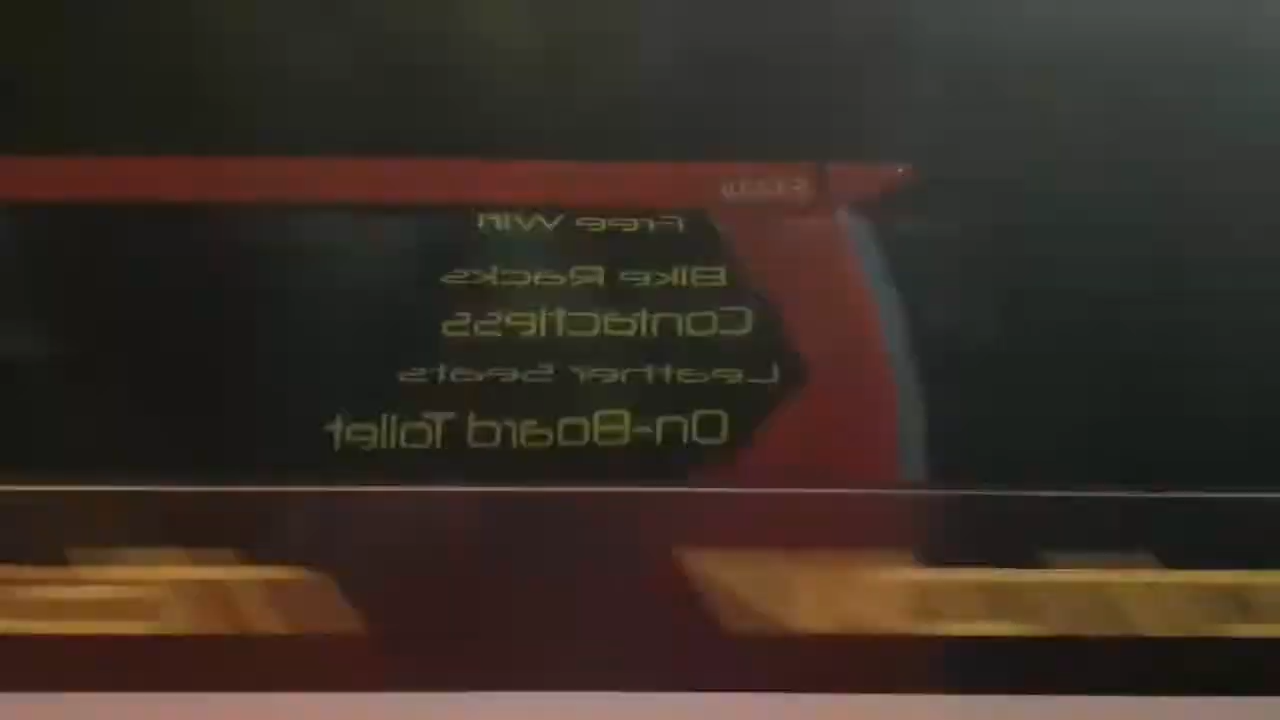 Free Wifi
Bike Racks
Contactless
Leather Seats
On-Board Toilet